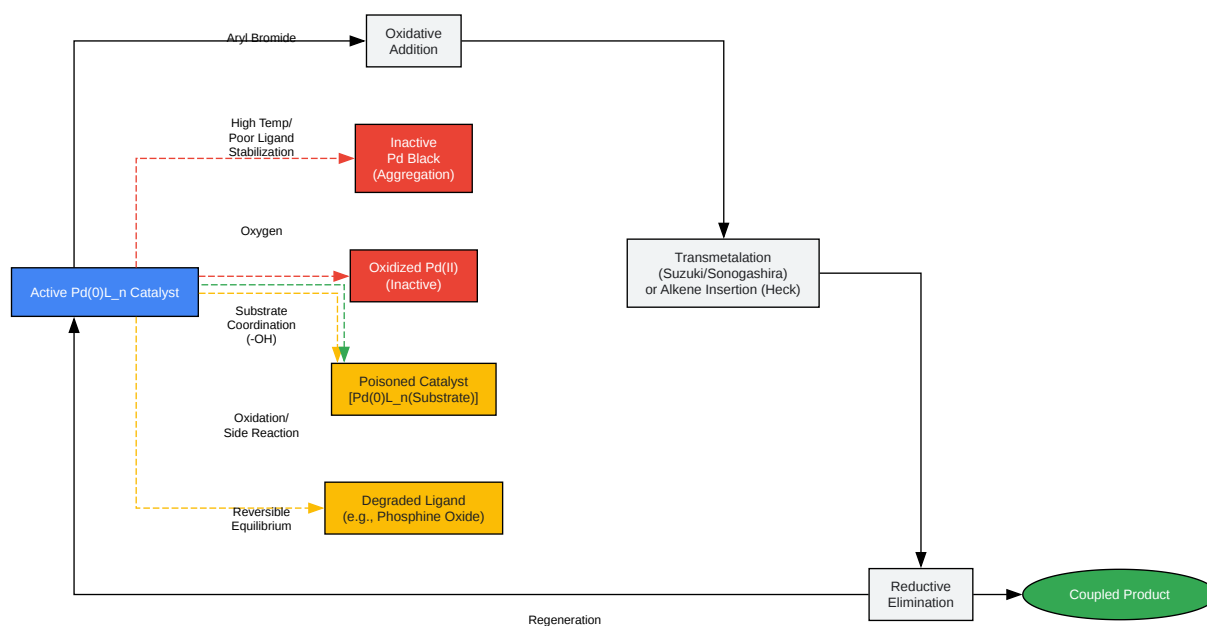 Aryl Bromide
Oxidative
Addition
High Temp/
Poor Ligand
Stabilization
Inactive
Pd Black
(Aggregation)
Oxygen
Oxidized Pd(II)
(Inactive)
Transmetalation
(Suzuki/Sonogashira)
or Alkene Insertion (Heck)
Active Pd(0)L_n Catalyst
Substrate
Coordination
(-OH)
Poisoned Catalyst
[Pd(0)L_n(Substrate)]
Oxidation/
Side Reaction
Degraded Ligand
(e.g., Phosphine Oxide)
Reversible
Equilibrium
Reductive
Elimination
Coupled Product
Regeneration